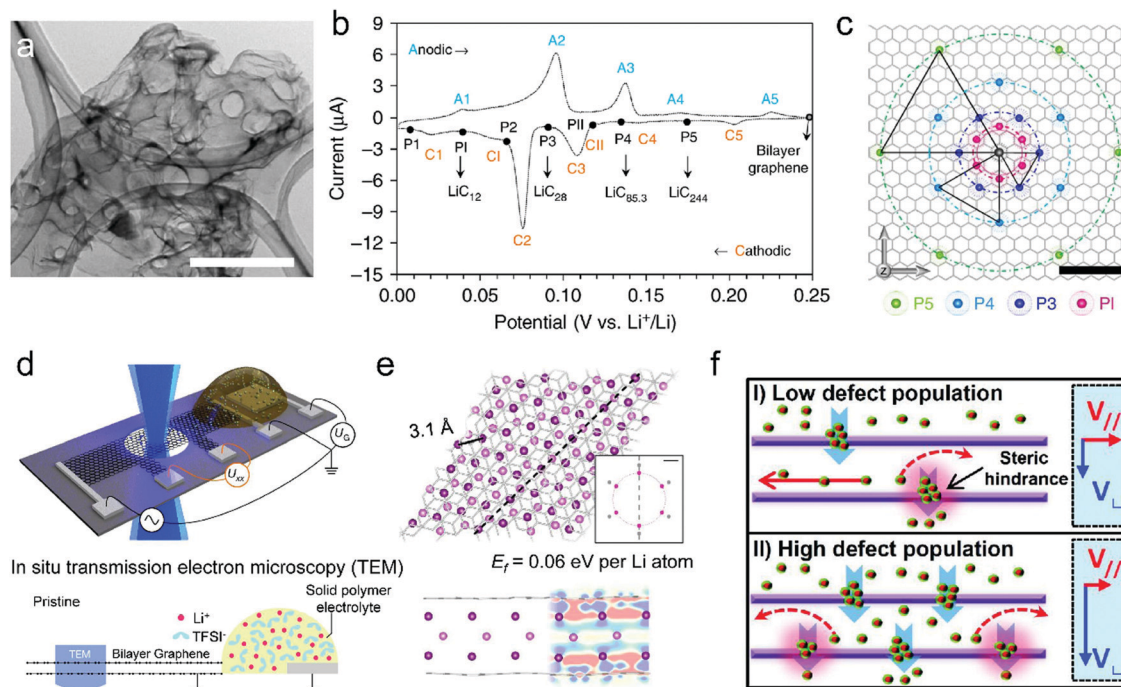 a
b
9
6
3
0
−3
−6
−9
−12
−15
Current (μA)
Anodic →
A1
A2
A3
A4
A5
P1
PI
P2
P3
PII
P4
P5
C1
CI
C2
C3
CII
C4
C5
LiC12
LiC28
LiC85.3
LiC244
Bilayer
graphene
← Cathodic
0.00
0.05
0.10
0.15
0.20
0.25
Potential (V vs. Li+/Li)
c
Z
P5
P4
P3
PI
d
UG
Uxx
In situ transmission electron microscopy (TEM)
Pristine
Li+
TFSI-
Solid polymer
electrolyte
TEM
Bilayer Graphene
e
3.1 Å
Ef = 0.06 eV per Li atom
f
I) Low defect population
Steric
hindrance
V//
V⊥
II) High defect population
V//
V⊥